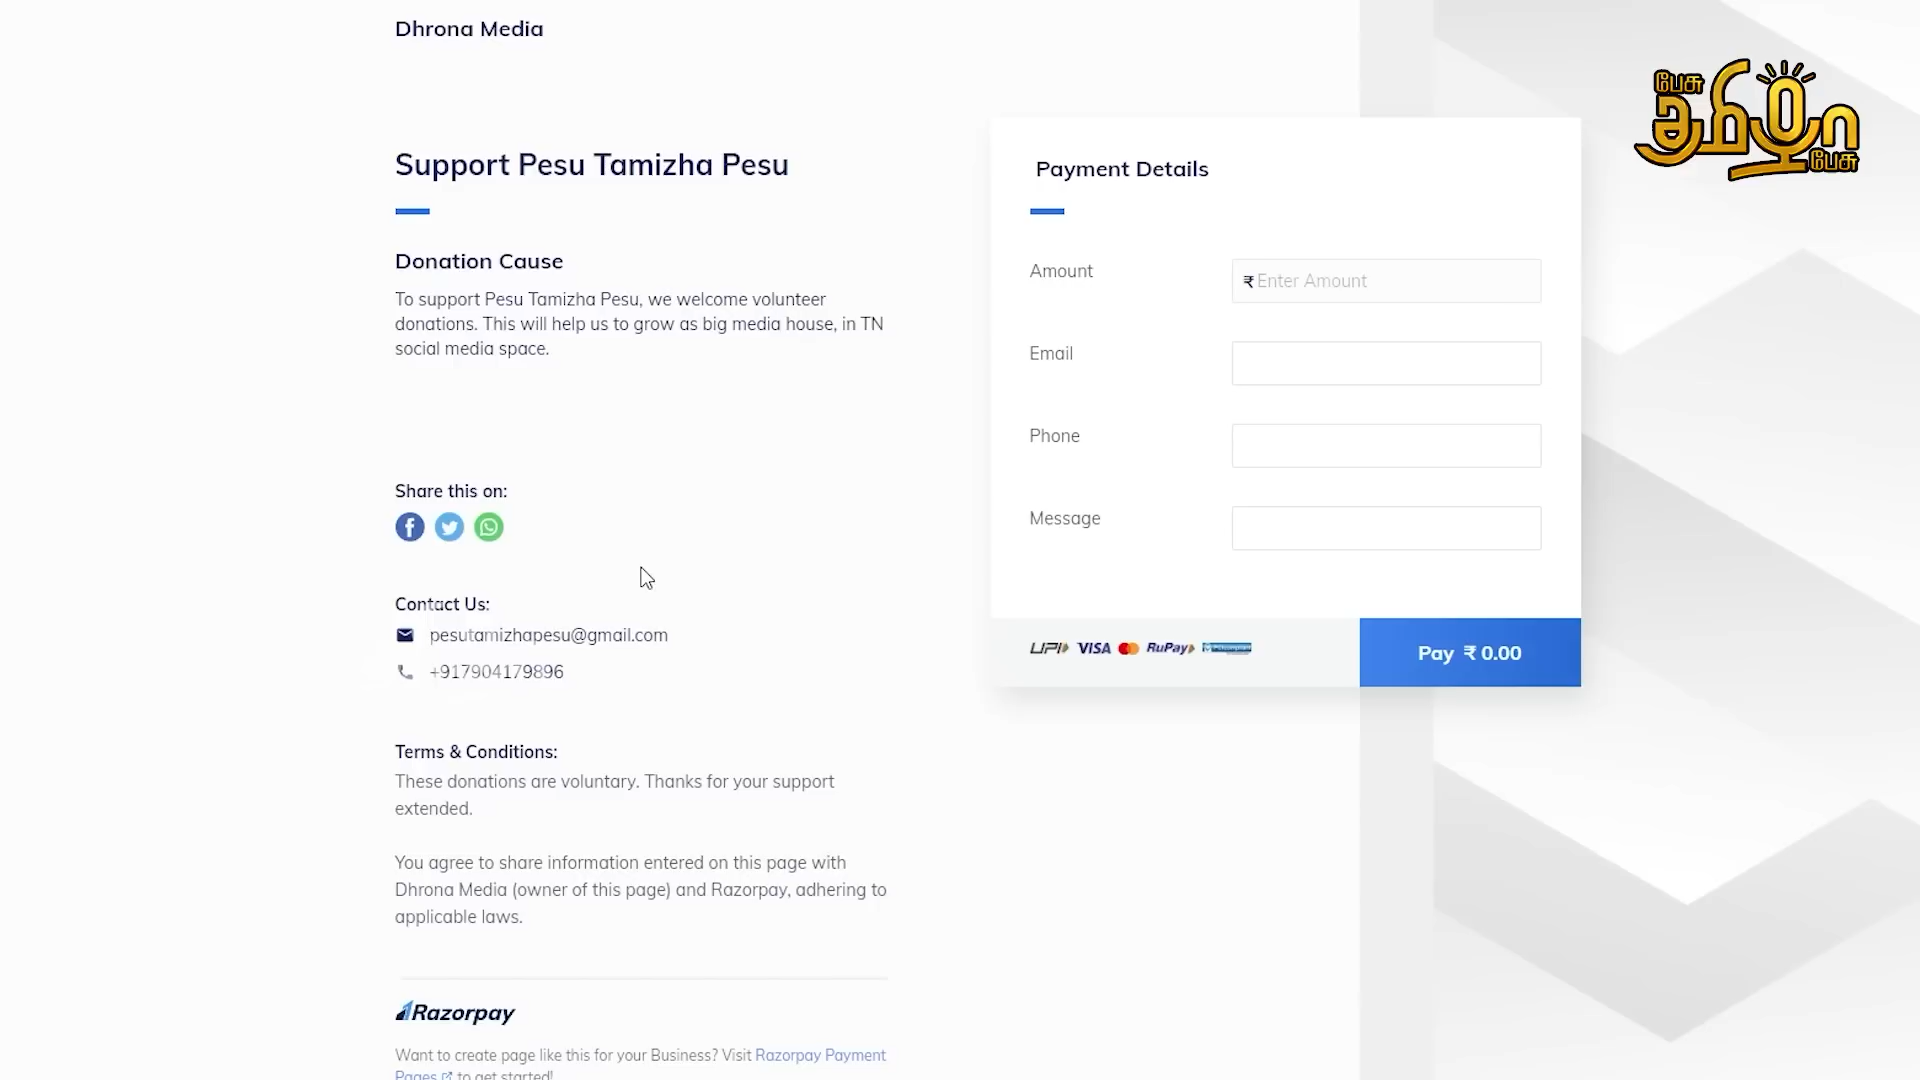 Dhrona Media
பேசு
தமிழா
பேசு
Support Pesu Tamizha Pesu
Payment Details
Donation Cause
To support Pesu Tamizha Pesu, we welcome volunteer
donations. This will help us to grow as big media house, in TN
social media space.
Amount
₹ Enter Amount
Email
Phone
Message
Share this on:
Contact Us:
pesutamizhapesu@gmail.com
+917904179896
UPI VISA RuPay
Pay ₹ 0.00
Terms & Conditions:
These donations are voluntary. Thanks for your support
extended.
You agree to share information entered on this page with
Dhrona Media (owner of this page) and Razorpay, adhering to
applicable laws.
Razorpay
Want to create page like this for your Business? Visit Razorpay Payment
Pages to get started!